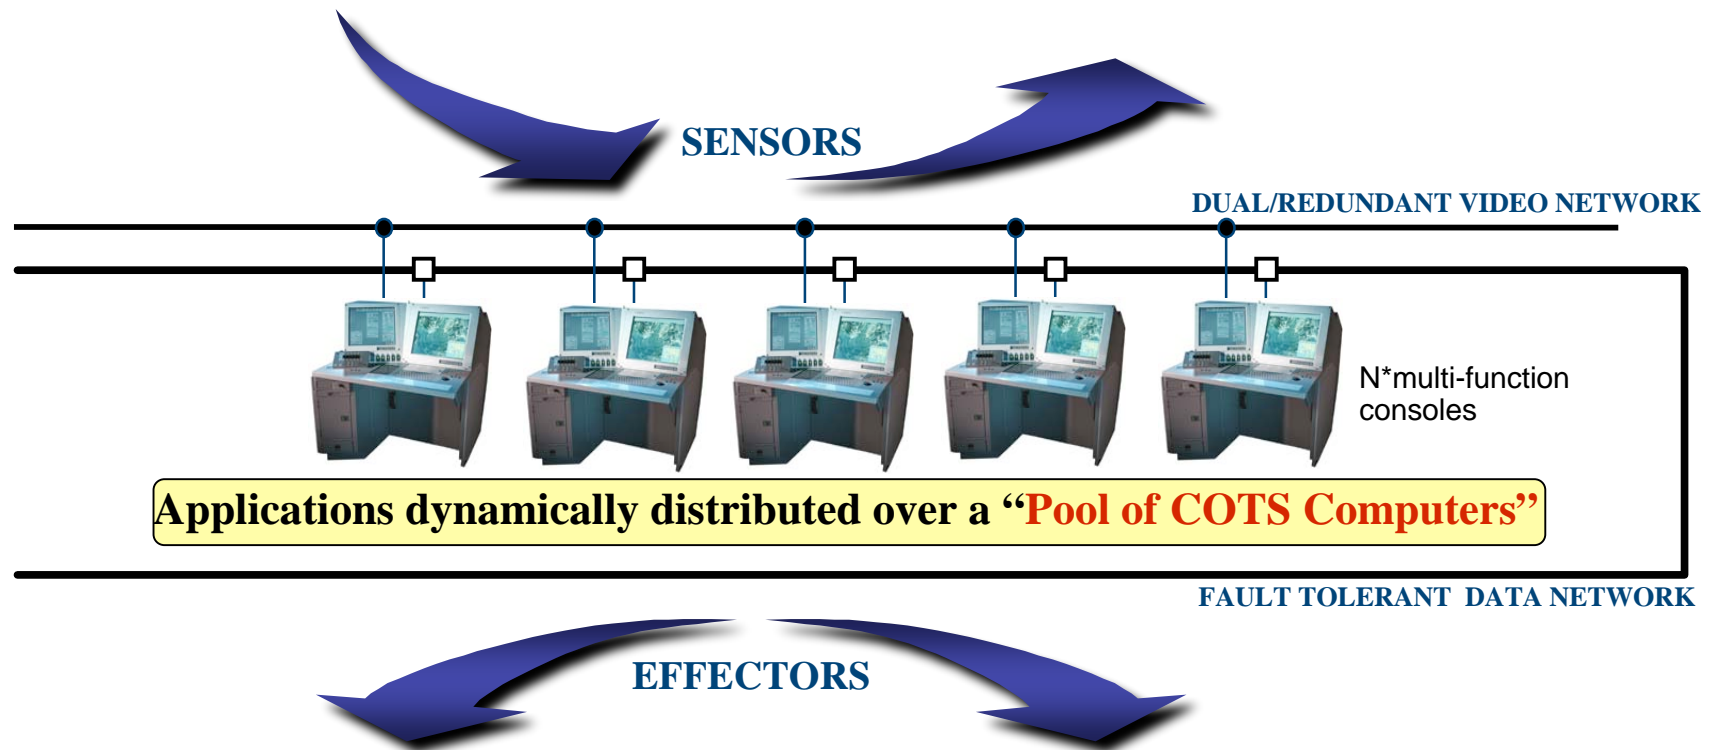 SENSORS
DUAL/REDUNDANT VIDEO NETWORK
N*multi-function
consoles
Applications dynamically distributed over a “Pool of COTS Computers”
FAULT TOLERANT  DATA NETWORK
EFFECTORS